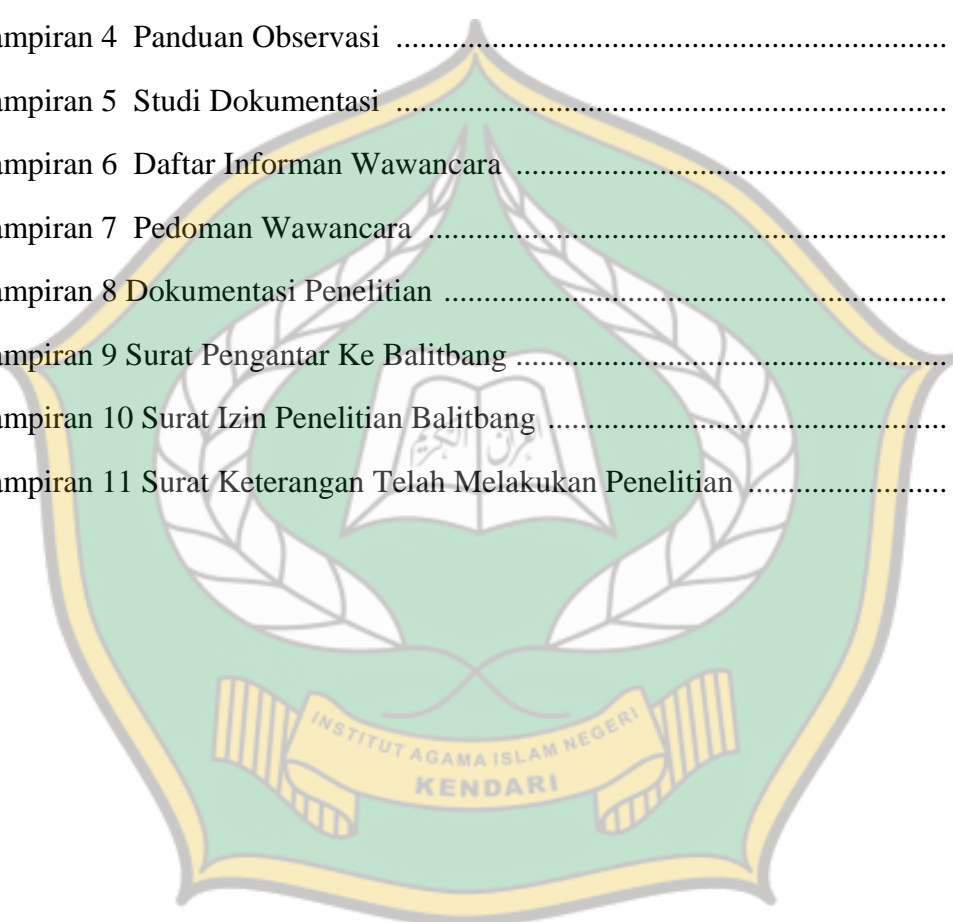 ampiran 4  Panduan Observasi ......................................................................
ampiran 5  Studi Dokumentasi ......................................................................
ampiran 6  Daftar Informan Wawancara .......................................................
ampiran 7  Pedoman Wawancara ..................................................................
ampiran 8 Dokumentasi Penelitian ................................................................
ampiran 9 Surat Pengantar Ke Balitbang .......................................................
ampiran 10 Surat Izin Penelitian Balitbang ...................................................
ampiran 11 Surat Keterangan Telah Melakukan Penelitian .........................
القرآن الكريم
INSTITUT AGAMA ISLAM NEGERI
KENDARI